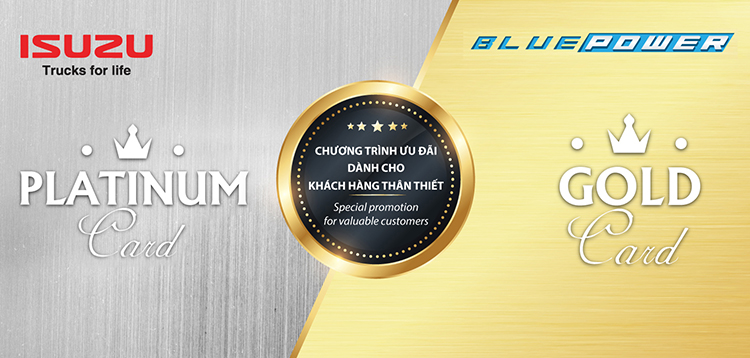 ISUZU
Trucks for life
BLUEPOWER
PLATINUM
Card
CHƯƠNG TRÌNH ƯU ĐÃI
DÀNH CHO
KHÁCH HÀNG THÂN THIẾT
Special promotion
for valuable customers
GOLD
Card